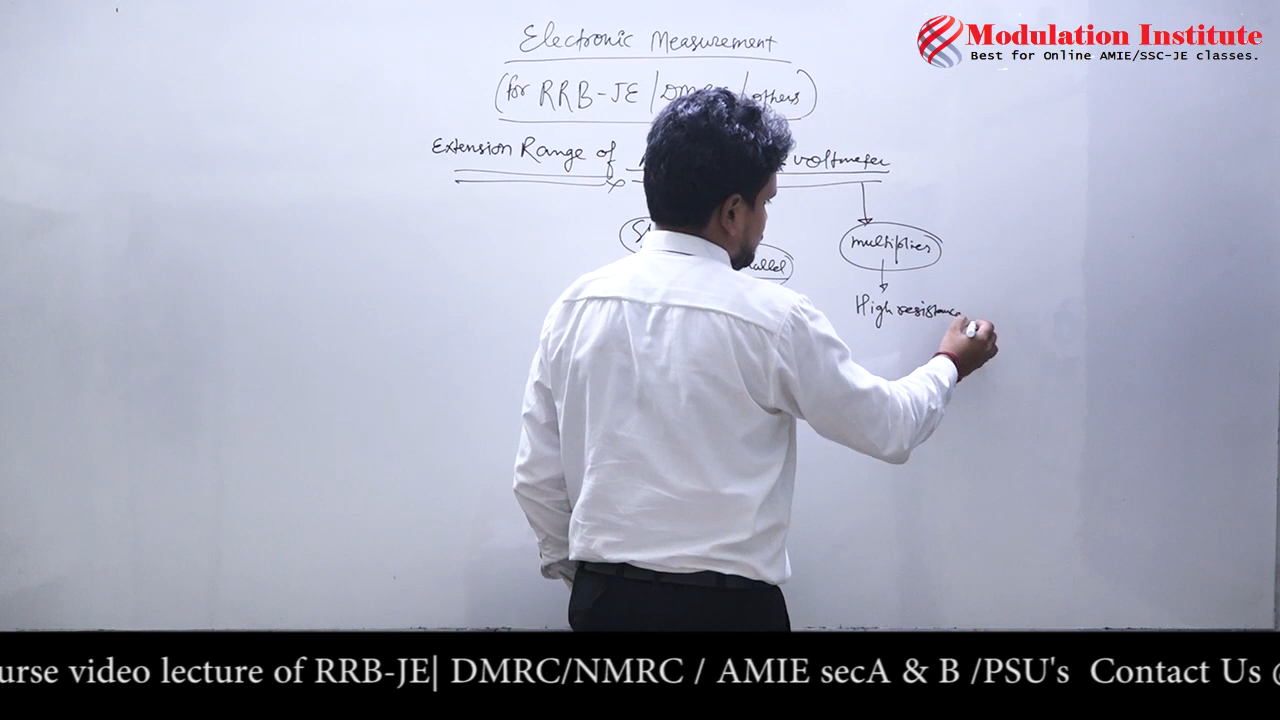 Modulation Institute
Best for Online AMIE/SSC-JE classes.
Electronic Measurement
(for RRB-JE / others)
Extension Range of voltmeter
multiplier
High resistance
urse video lecture of RRB-JE| DMRC/NMRC / AMIE secA & B /PSU's Contact Us @